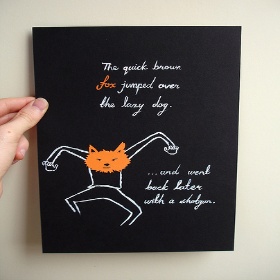 The quick brown
fox jumped over
the lazy dog.
...and went
back later
with a shotgun.